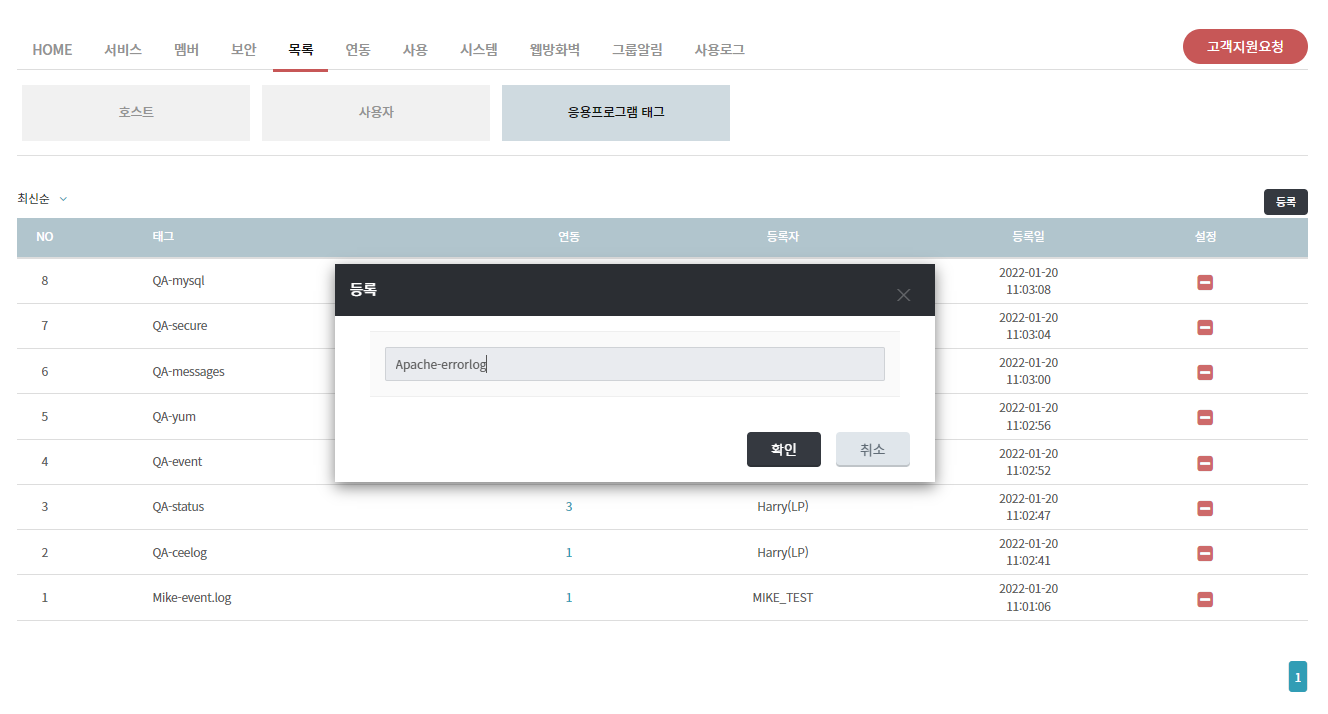 HOME 서비스 멤버 보안 목록 연동 사용 시스템 웹방화벽 그룹알림 사용로그 고객지원요청
호스트 사용자 응용프로그램 태그
최신순 등록
NO 태그 연동 등록자 등록일 설정
8 QA-mysql 2022-01-20 11:03:08
등록
7 QA-secure 2022-01-20 11:03:04
Apache-errorlog
6 QA-messages 2022-01-20 11:03:00
5 QA-yum 2022-01-20 11:02:56
확인 취소
4 QA-event 2022-01-20 11:02:52
3 QA-status 3 Harry(LP) 2022-01-20 11:02:47
2 QA-ceelog 1 Harry(LP) 2022-01-20 11:02:41
1 Mike-event.log 1 MIKE_TEST 2022-01-20 11:01:06
1